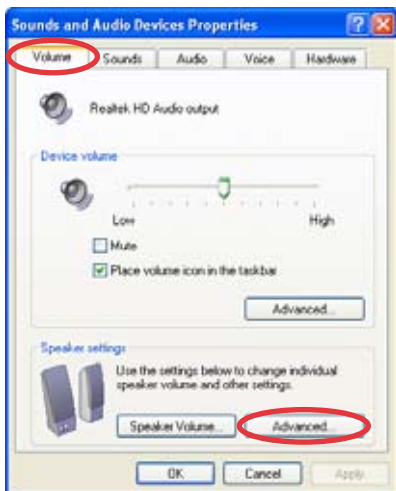 Sounds and Audio Devices Properties
Volume Sounds Audio Voice Hardware
Realtek HD Audio output
Device volume
Low High
Mute
Place volume icon in the taskbar
Advanced...
Speaker settings
Use the settings below to change individual
speaker volume and other settings.
Speaker Volume... Advanced...
OK Cancel Apply